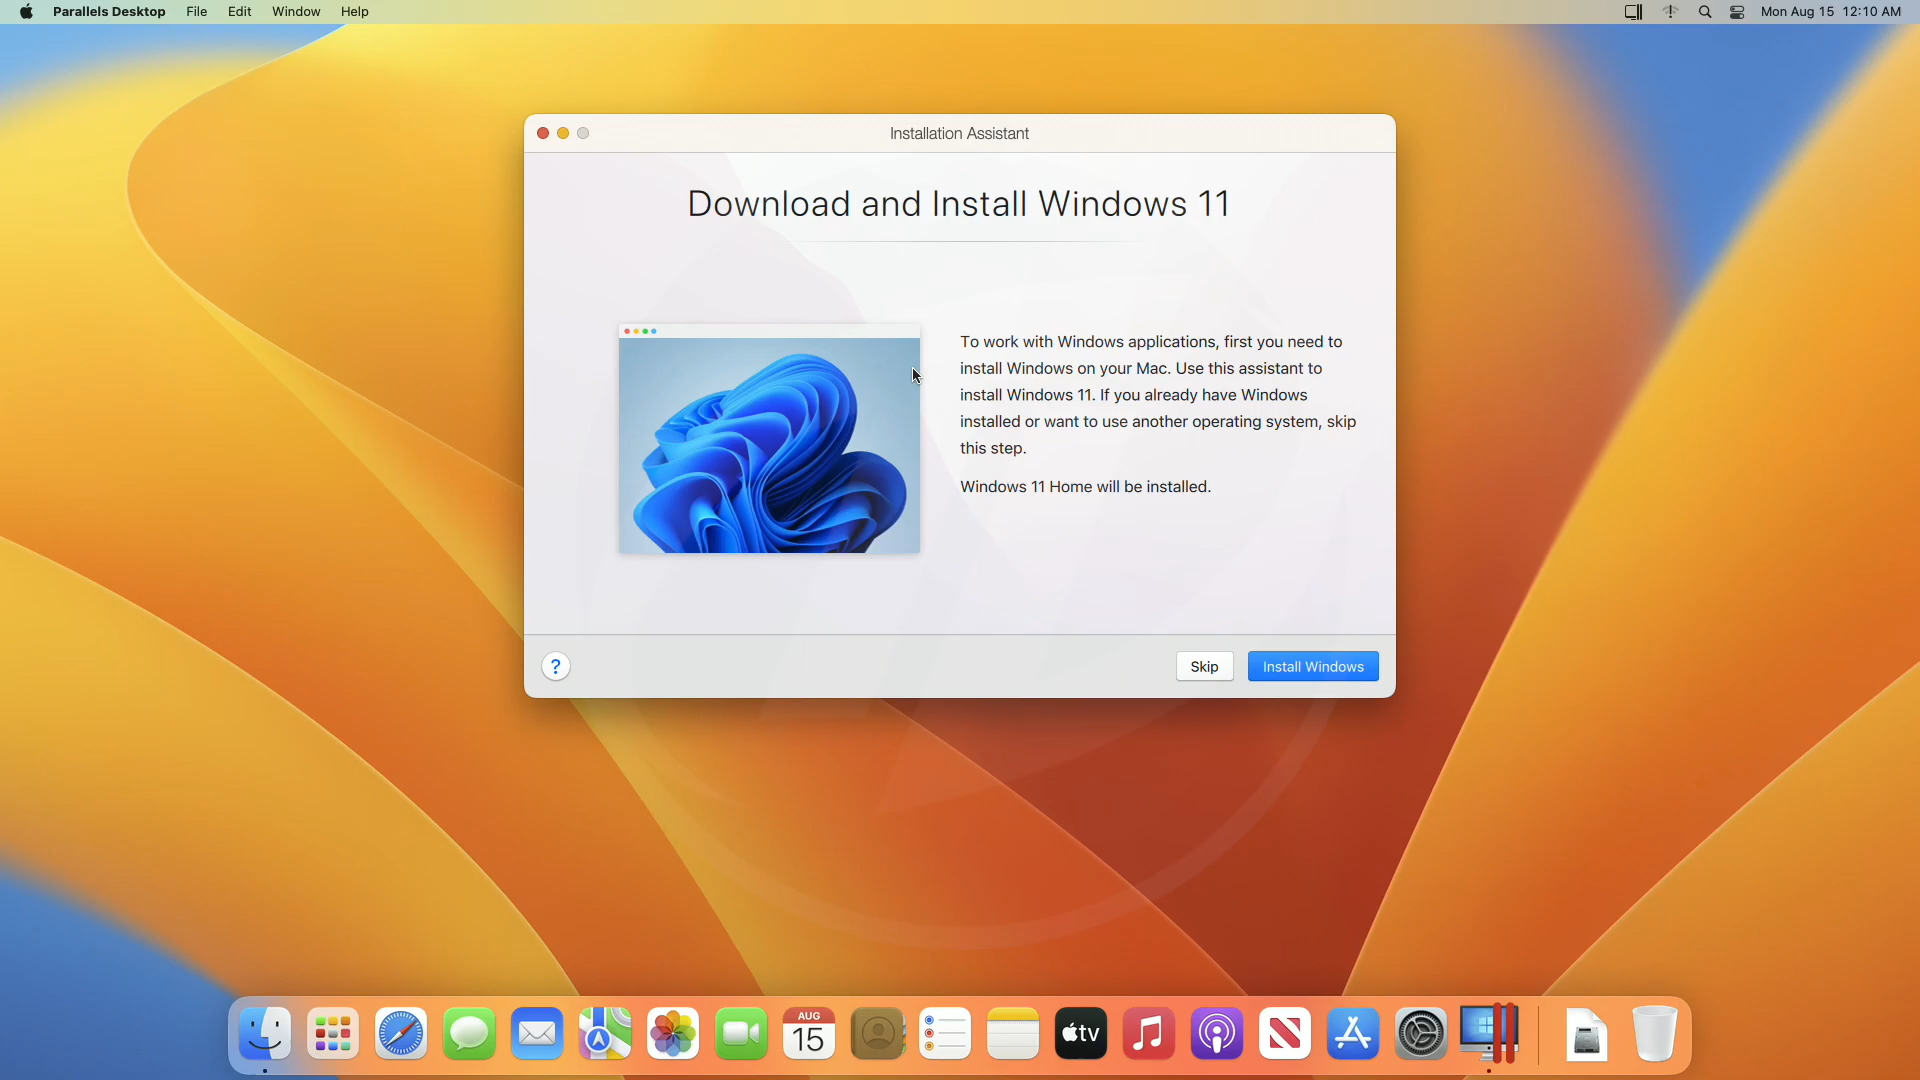 Parallels Desktop File Edit Window Help Mon Aug 15 12:10 AM
Installation Assistant
Download and Install Windows 11
To work with Windows applications, first you need to
install Windows on your Mac. Use this assistant to
install Windows 11. If you already have Windows
installed or want to use another operating system, skip
this step.
Windows 11 Home will be installed.
? Skip Install Windows
AUG
15
tv